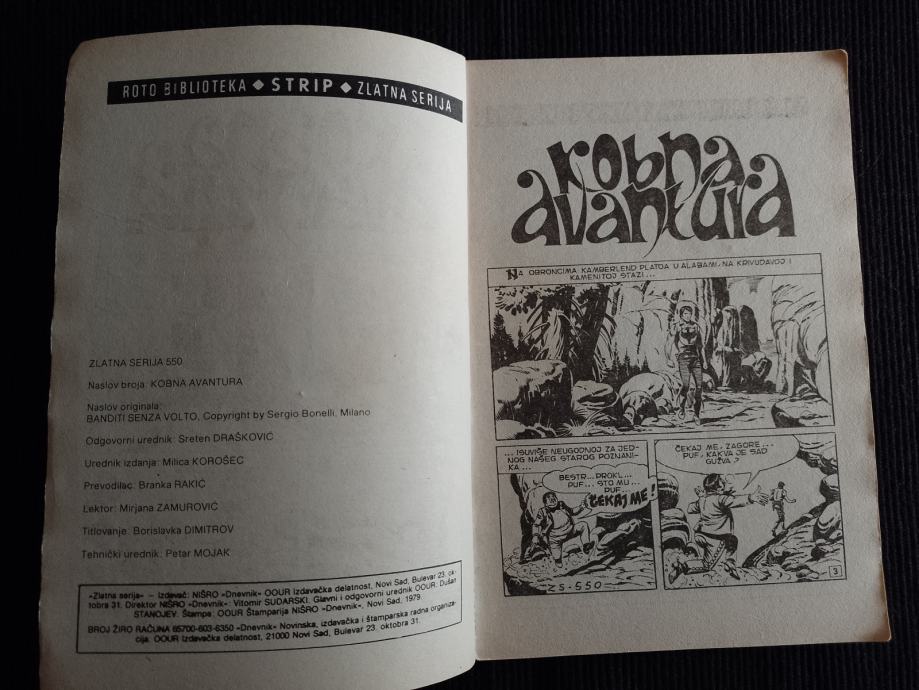 ROTO BIBLIOTEKA ◆ STRIP ◆ ZLATNA SERIJA
ZLATNA SERIJA 550
Naslov broja: KOBNA AVANTURA
Naslov originala:
BANDITI SENZA VOLTO, Copyright by Sergio Bonelli, Milano
Odgovorni urednik: Sreten DRAŠKOVIĆ
Urednik izdanja: Milica KOROŠEC
Prevodilac: Branka RAKIĆ
Lektor: Mirjana ZAMUROVIĆ
Titlovanje: Borislavka DIMITROV
Tehnički urednik: Petar MOJAK
»Zlatna serija« — Izdavač: NIŠRO »Dnevnik« OOUR Izdavačka delatnost, Novi Sad, Bulevar 23. ok-
tobra 31. Direktor NIŠRO »Dnevnik«: Vitomir SUDARSKI. Glavni i odgovorni urednik OOUR: Dušan
STANOJEV. Štampa: OOUR Štamparija NIŠRO »Dnevnik«, Novi Sad, 1979.
BROJ ŽIRO RAČUNA 65700-603-6350 »Dnevnik« Novinska, izdavačka i štamparska radna organiza-
cija. OOUR Izdavačka delatnost, 21000 Novi Sad, Bulevar 23. oktobra 31.
kobna
avantura
NA OBRONCIMA KAMBERLEND PLATOA U ALABAMI, NA KRIVUDAVOJ I
KAMENITOJ STAZI...
... ISUVIŠE NEUGODNOJ ZA JED-
NOG NAŠEG STAROG POZNANI-
KA...
BESTR... PROKL...
PUF... STO MU...
PUF...
ČEKAJ ME!
ZS-550
ČEKAJ ME, ZAGORE...
PUF, KAKVA JE SAD
GUŽVA?
3